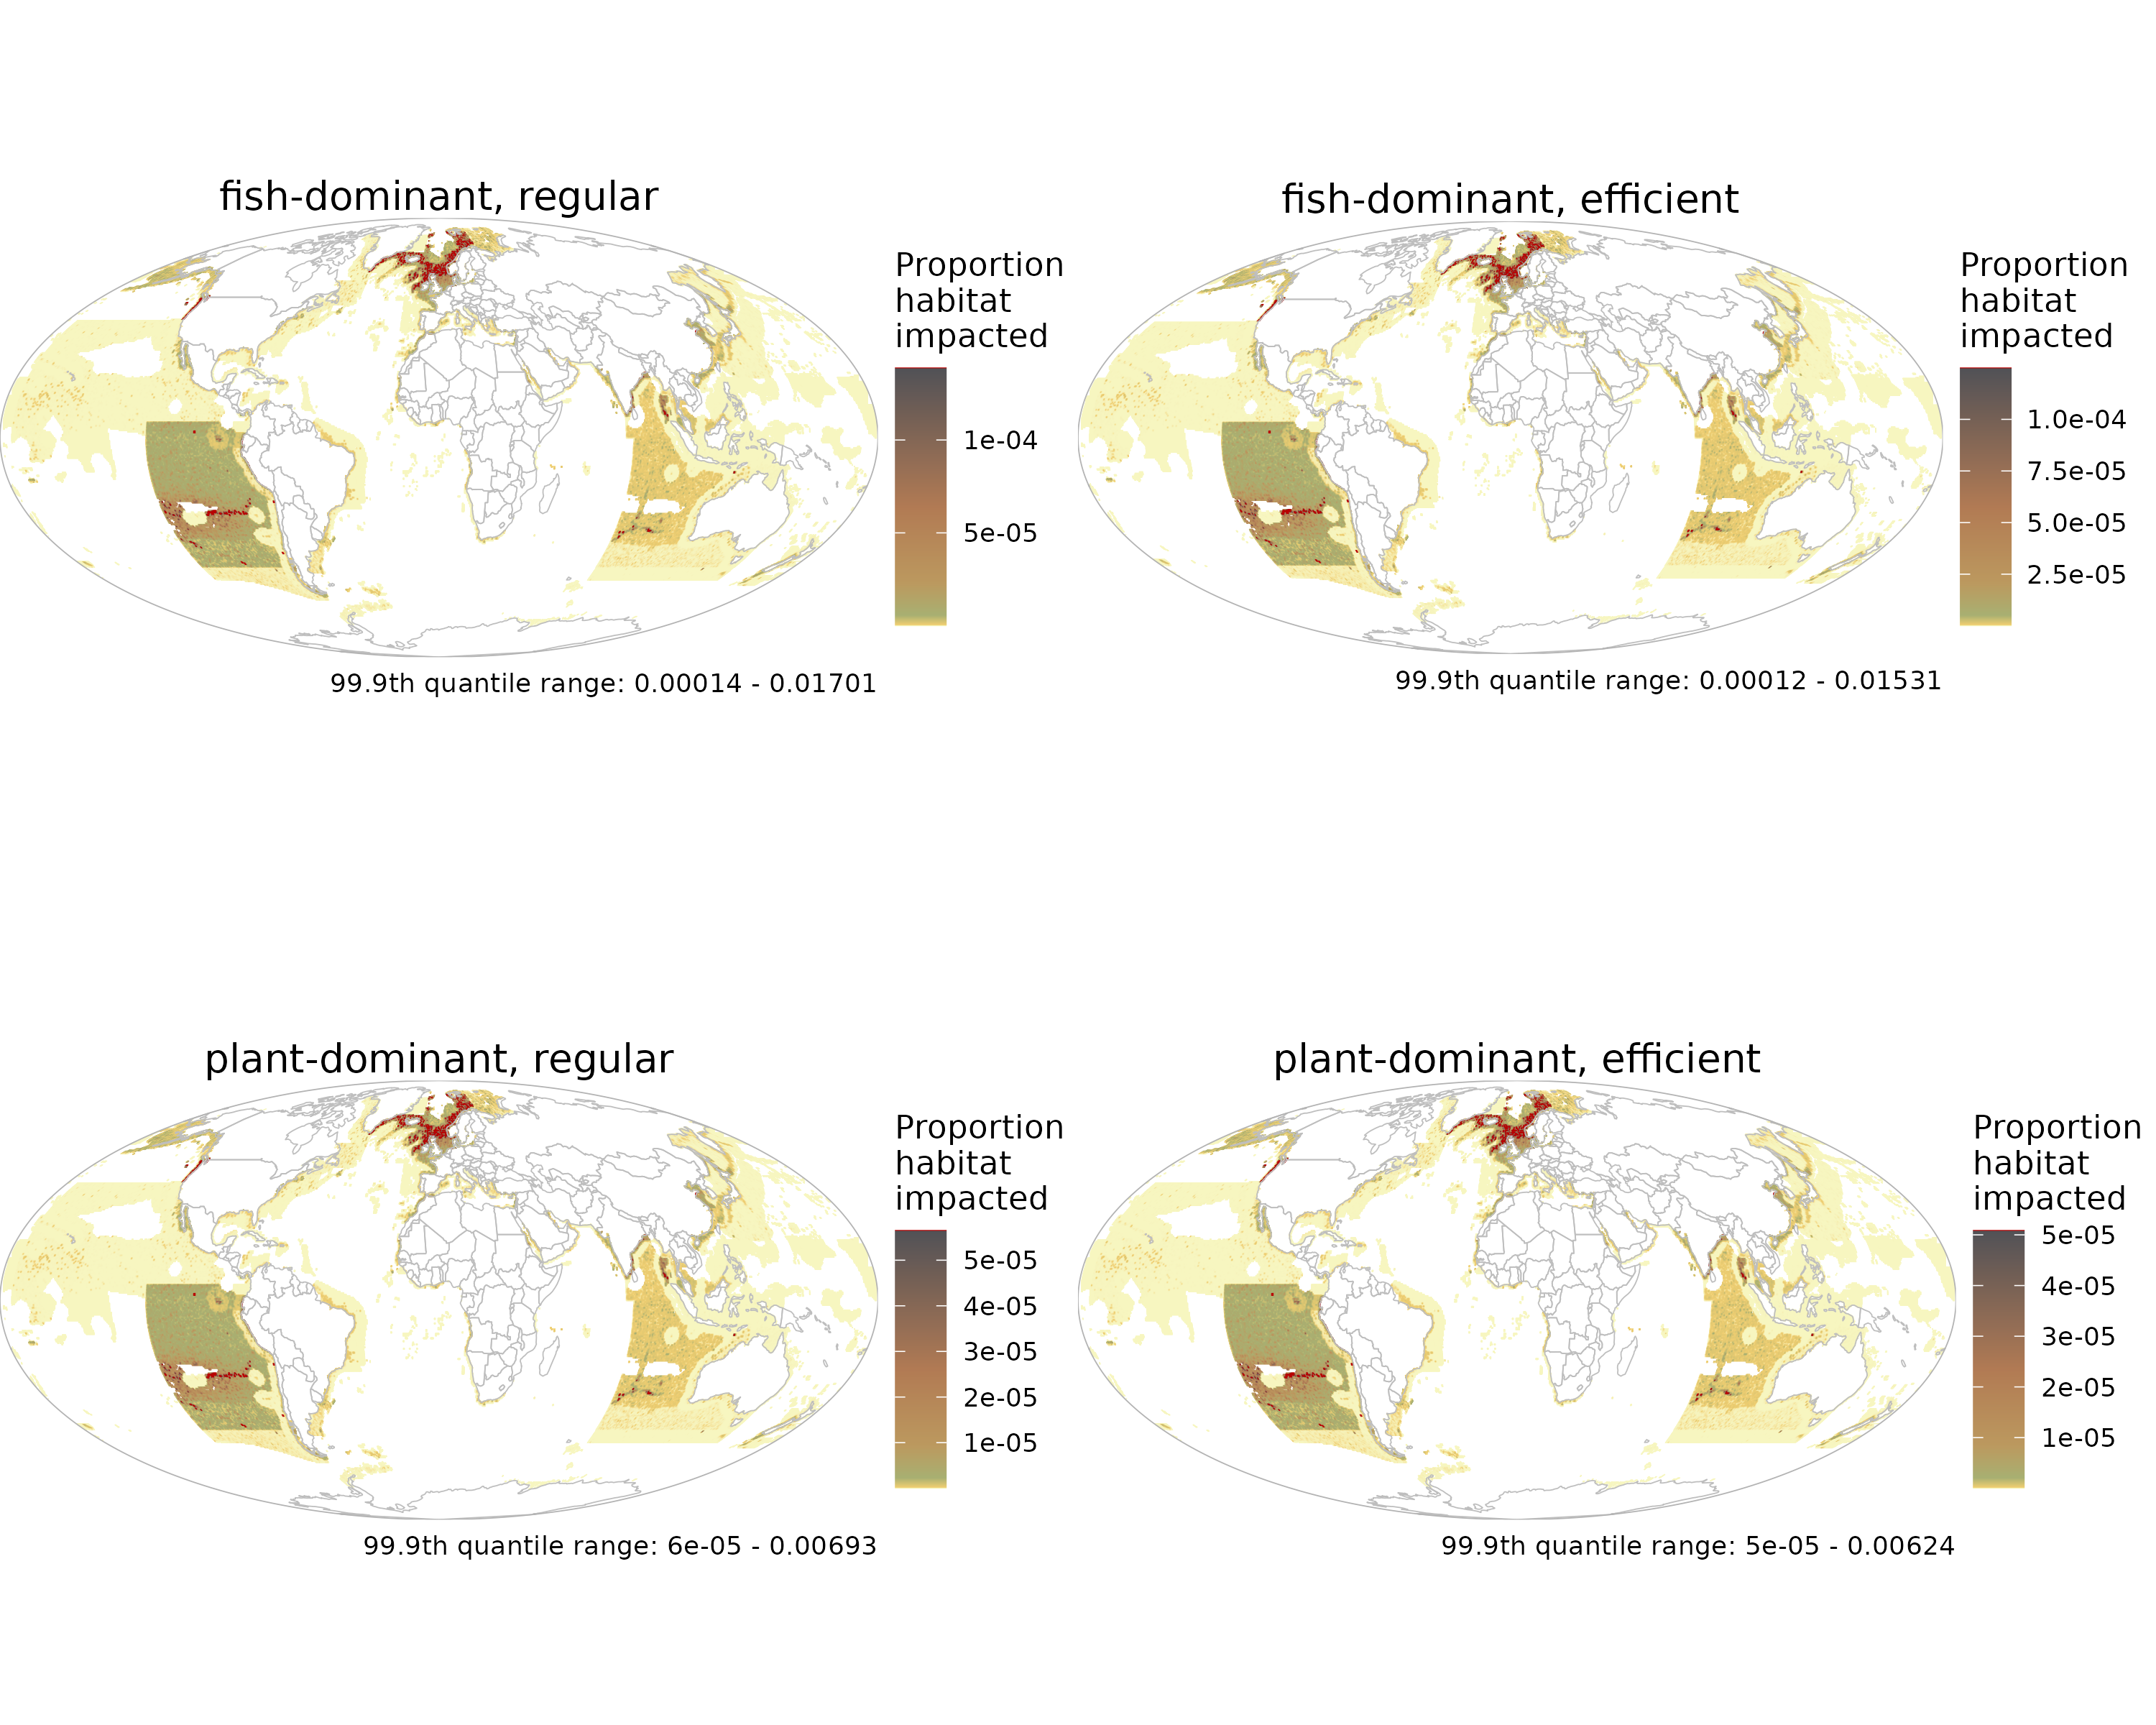 fish-dominant, regular
Proportion
habitat
impacted
1e-04
5e-05
99.9th quantile range: 0.00014 - 0.01701
fish-dominant, efficient
Proportion
habitat
impacted
1.0e-04
7.5e-05
5.0e-05
2.5e-05
99.9th quantile range: 0.00012 - 0.01531
plant-dominant, regular
Proportion
habitat
impacted
5e-05
4e-05
3e-05
2e-05
1e-05
99.9th quantile range: 6e-05 - 0.00693
plant-dominant, efficient
Proportion
habitat
impacted
5e-05
4e-05
3e-05
2e-05
1e-05
99.9th quantile range: 5e-05 - 0.00624